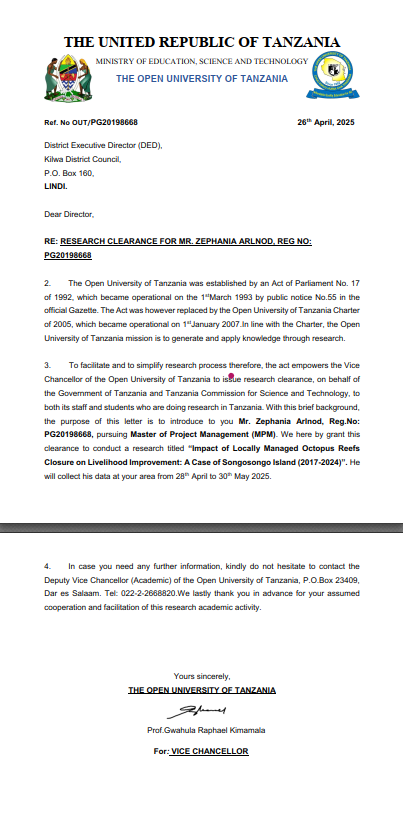 THE UNITED REPUBLIC OF TANZANIA
MINISTRY OF EDUCATION, SCIENCE AND TECHNOLOGY
THE OPEN UNIVERSITY OF TANZANIA
Ref. No OUT/PG20198668 26th April, 2025
District Executive Director (DED),
Kilwa District Council,
P.O. Box 160,
LINDI.
Dear Director,
RE: RESEARCH CLEARANCE FOR MR. ZEPHANIA ARLNOD, REG NO:
PG20198668
2. The Open University of Tanzania was established by an Act of Parliament No. 17
of 1992, which became operational on the 1stMarch 1993 by public notice No.55 in the
official Gazette. The Act was however replaced by the Open University of Tanzania Charter
of 2005, which became operational on 1stJanuary 2007.In line with the Charter, the Open
University of Tanzania mission is to generate and apply knowledge through research.
3. To facilitate and to simplify research process therefore, the act empowers the Vice
Chancellor of the Open University of Tanzania to issue research clearance, on behalf of
the Government of Tanzania and Tanzania Commission for Science and Technology, to
both its staff and students who are doing research in Tanzania. With this brief background,
the purpose of this letter is to introduce to you Mr. Zephania Arlnod, Reg.No:
PG20198668), pursuing Master of Project Management (MPM). We here by grant this
clearance to conduct a research titled “Impact of Locally Managed Octopus Reefs
Closure on Livelihood Improvement: A Case of Songosongo Island (2017-2024)”. He
will collect his data at your area from 28th April to 30th May 2025.
4. In case you need any further information, kindly do not hesitate to contact the
Deputy Vice Chancellor (Academic) of the Open University of Tanzania, P.O.Box 23409,
Dar es Salaam. Tel: 022-2-2668820.We lastly thank you in advance for your assumed
cooperation and facilitation of this research academic activity.
Yours sincerely,
THE OPEN UNIVERSITY OF TANZANIA
Prof.Gwahula Raphael Kimamala
For: VICE CHANCELLOR